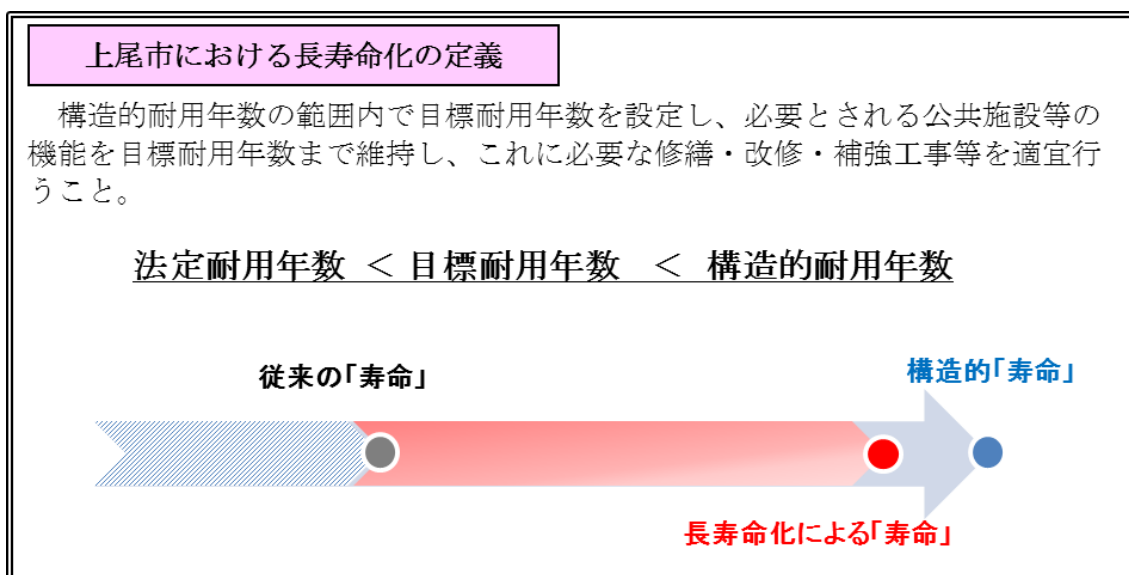 上尾市における長寿命化の定義
構造的耐用年数の範囲内で目標耐用年数を設定し、必要とされる公共施設等の
機能を目標耐用年数まで維持し、これに必要な修繕・改修・補強工事等を適宜行
うこと。
法定耐用年数 < 目標耐用年数 < 構造的耐用年数
従来の「寿命」
構造的「寿命」
長寿命化による「寿命」